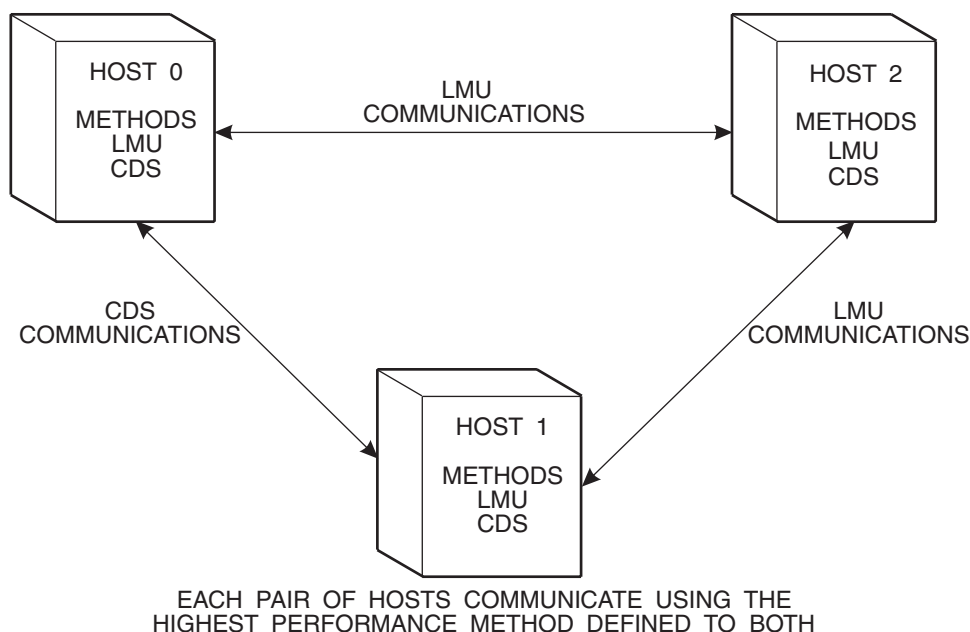 HOST 0
METHODS
LMU
CDS
LMU
COMMUNICATIONS
HOST 2
METHODS
LMU
CDS
CDS
COMMUNICATIONS
LMU
COMMUNICATIONS
HOST 1
METHODS
LMU
CDS
EACH PAIR OF HOSTS COMMUNICATE USING THE
HIGHEST PERFORMANCE METHOD DEFINED TO BOTH